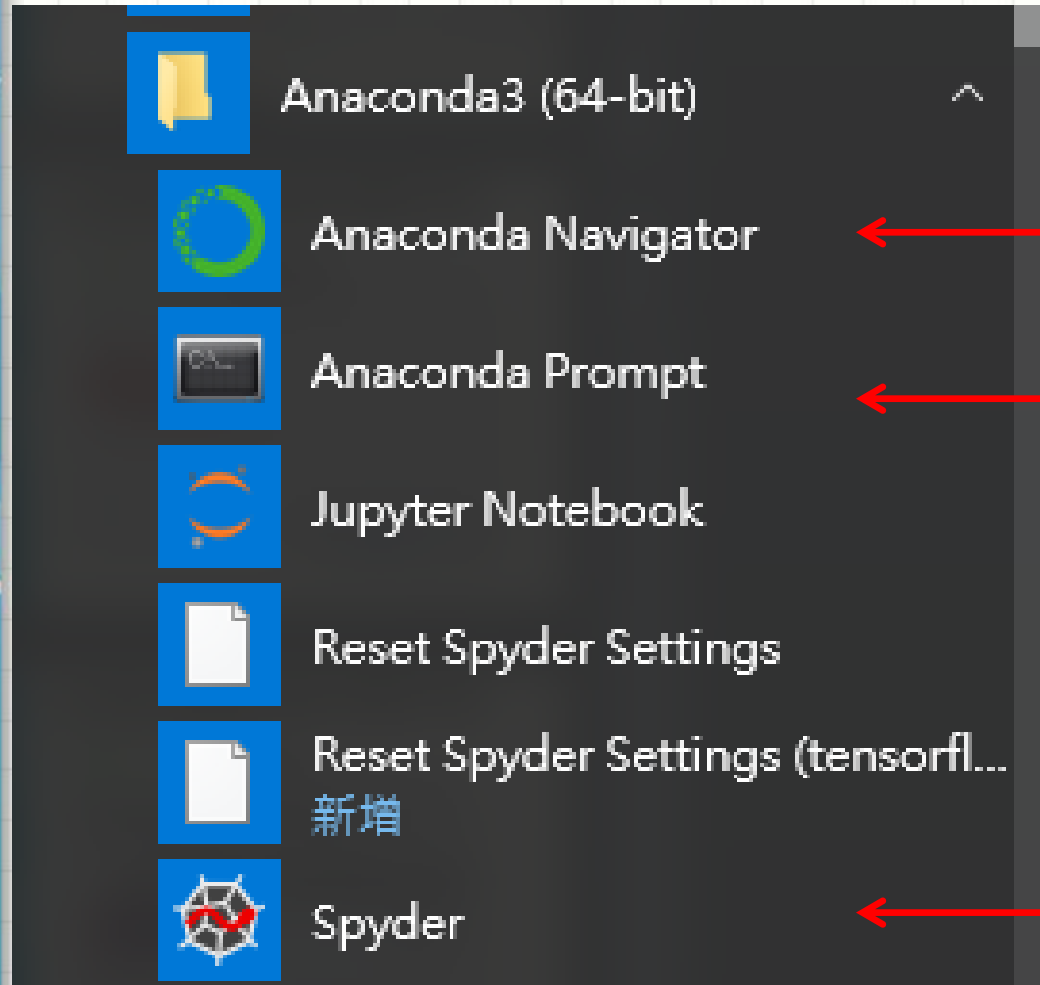 Anaconda3 (64-bit)
Anaconda Navigator
Anaconda Prompt
Jupyter Notebook
Reset Spyder Settings
Reset Spyder Settings (tensorfl...
新增
Spyder